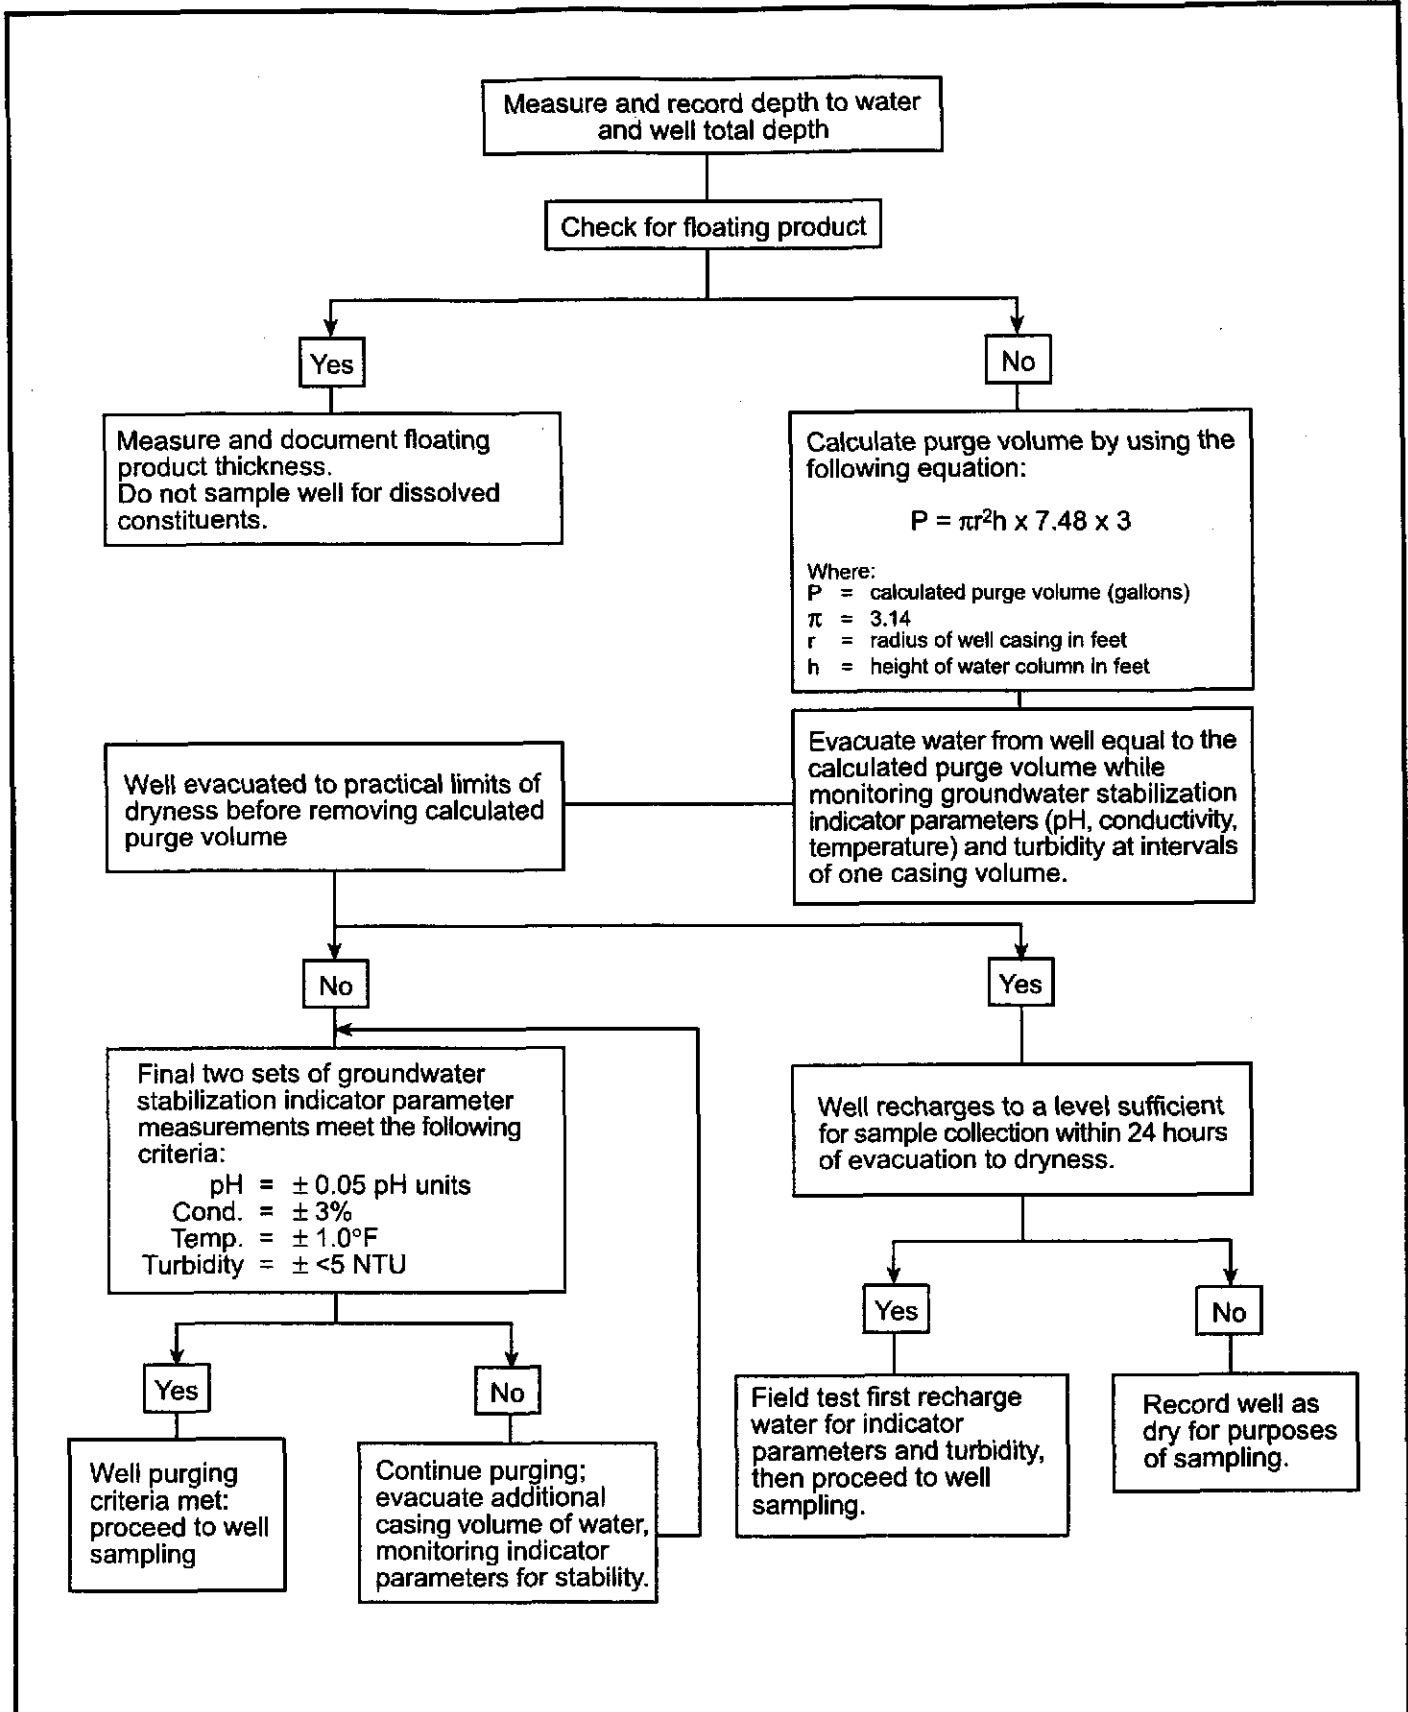 Measure and record depth to water
and well total depth
Check for floating product
Yes
No
Measure and document floating
product thickness.
Do not sample well for dissolved
constituents.
Calculate purge volume by using the
following equation:
P = πr²h x 7.48 x 3
Where:
P = calculated purge volume (gallons)
π = 3.14
r = radius of well casing in feet
h = height of water column in feet
Evacuate water from well equal to the
calculated purge volume while
monitoring groundwater stabilization
indicator parameters (pH, conductivity,
temperature) and turbidity at intervals
of one casing volume.
Well evacuated to practical limits of
dryness before removing calculated
purge volume
No
Yes
Final two sets of groundwater
stabilization indicator parameter
measurements meet the following
criteria:
pH = ± 0.05 pH units
Cond. = ± 3%
Temp. = ± 1.0°F
Turbidity = ± <5 NTU
Well recharges to a level sufficient
for sample collection within 24 hours
of evacuation to dryness.
Yes
No
Yes
No
Well purging
criteria met:
proceed to well
sampling
Continue purging;
evacuate additional
casing volume of water,
monitoring indicator
parameters for stability.
Field test first recharge
water for indicator
parameters and turbidity,
then proceed to well
sampling.
Record well as
dry for purposes
of sampling.